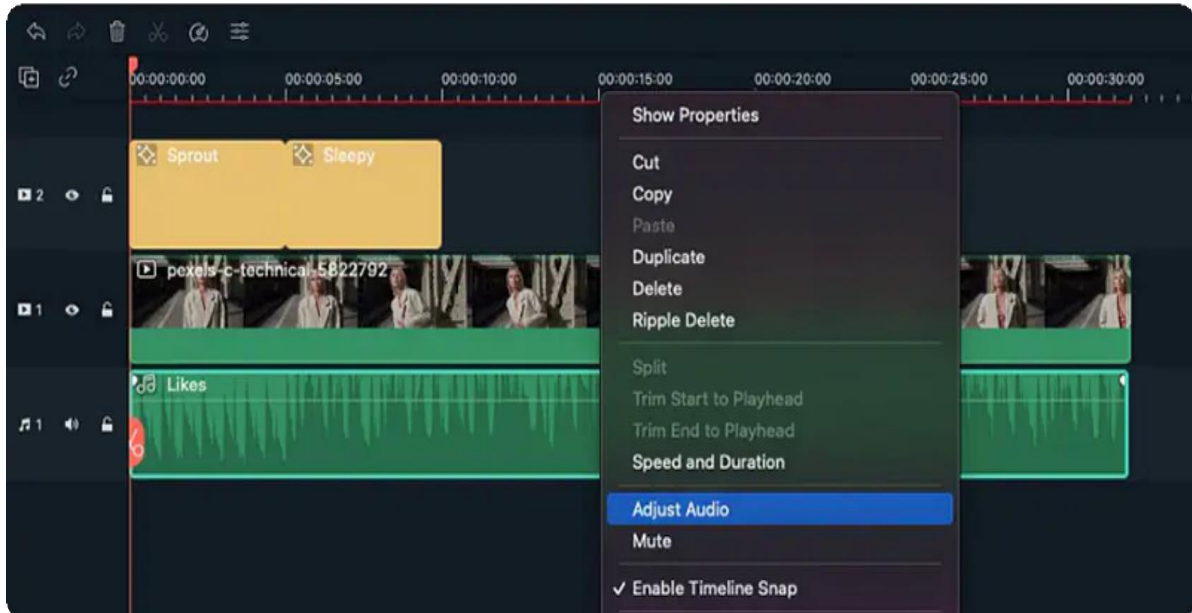 00:00:00:00 00:00:05:00 00:00:10:00 00:00:15:00 00:00:20:00 00:00:25:00 00:00:30:00
Show Properties
Cut
Copy
Paste
Duplicate
Delete
Ripple Delete
Split
Trim Start to Playhead
Trim End to Playhead
Speed and Duration
Adjust Audio
Mute
✓ Enable Timeline Snap
Sprout Sleepy
2
pexels-c-technical-5822792
1
Likes
1